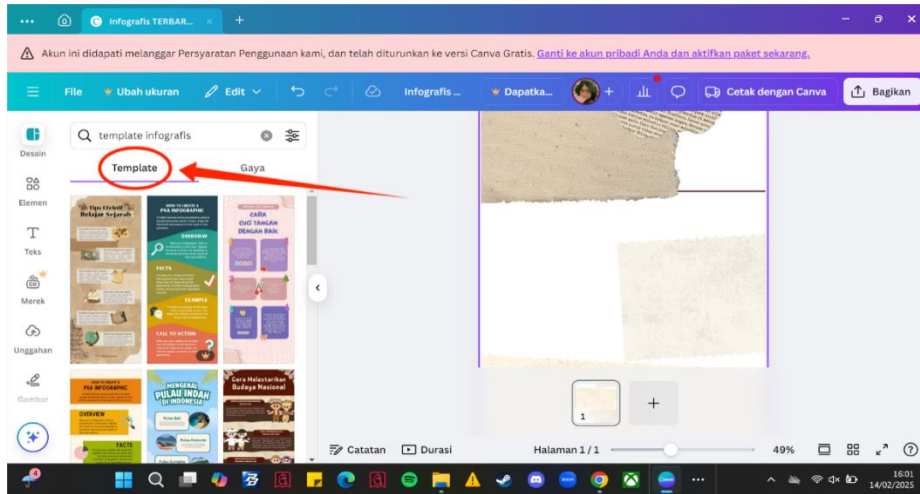 Infografis TERBAR...
Akun ini didapati melanggar Persyaratan Penggunaan kami, dan telah diturunkan ke versi Canva Gratis. Ganti ke akun pribadi Anda dan aktifkan paket sekarang.
File Ubah ukuran Edit Infografis ... Dapatka... Cetak dengan Canva Bagikan
Desain
Elemen
Teks
Merek
Unggahan
Gambar
template infografis
Template Gaya
Tips Efektif
Belajar Sejarah
HOW TO CREATE A
PSA INFOGRAPHIC
OVERVIEW
FACTS
EXAMPLE
CALL TO ACTION
CARA
CUCI TANGAN
DENGAN BAIK
HOW TO CREATE A
PSA INFOGRAPHIC
OVERVIEW
FACTS
MENGENAL
PULAU INDAH
DI INDONESIA
Pulau Bali
Cara Melestarikan
Budaya Nasional
1
Catatan Durasi Halaman 1 / 1 49%
16:01
14/02/2025